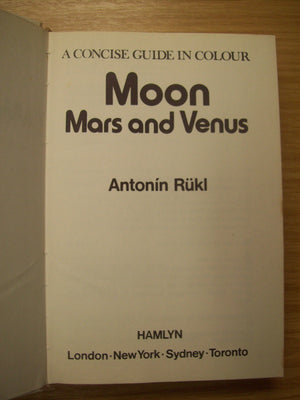 A CONCISE GUIDE IN COLOUR
Moon
Mars and Venus
Antonín Rükl
HAMLYN
London · New York · Sydney · Toronto